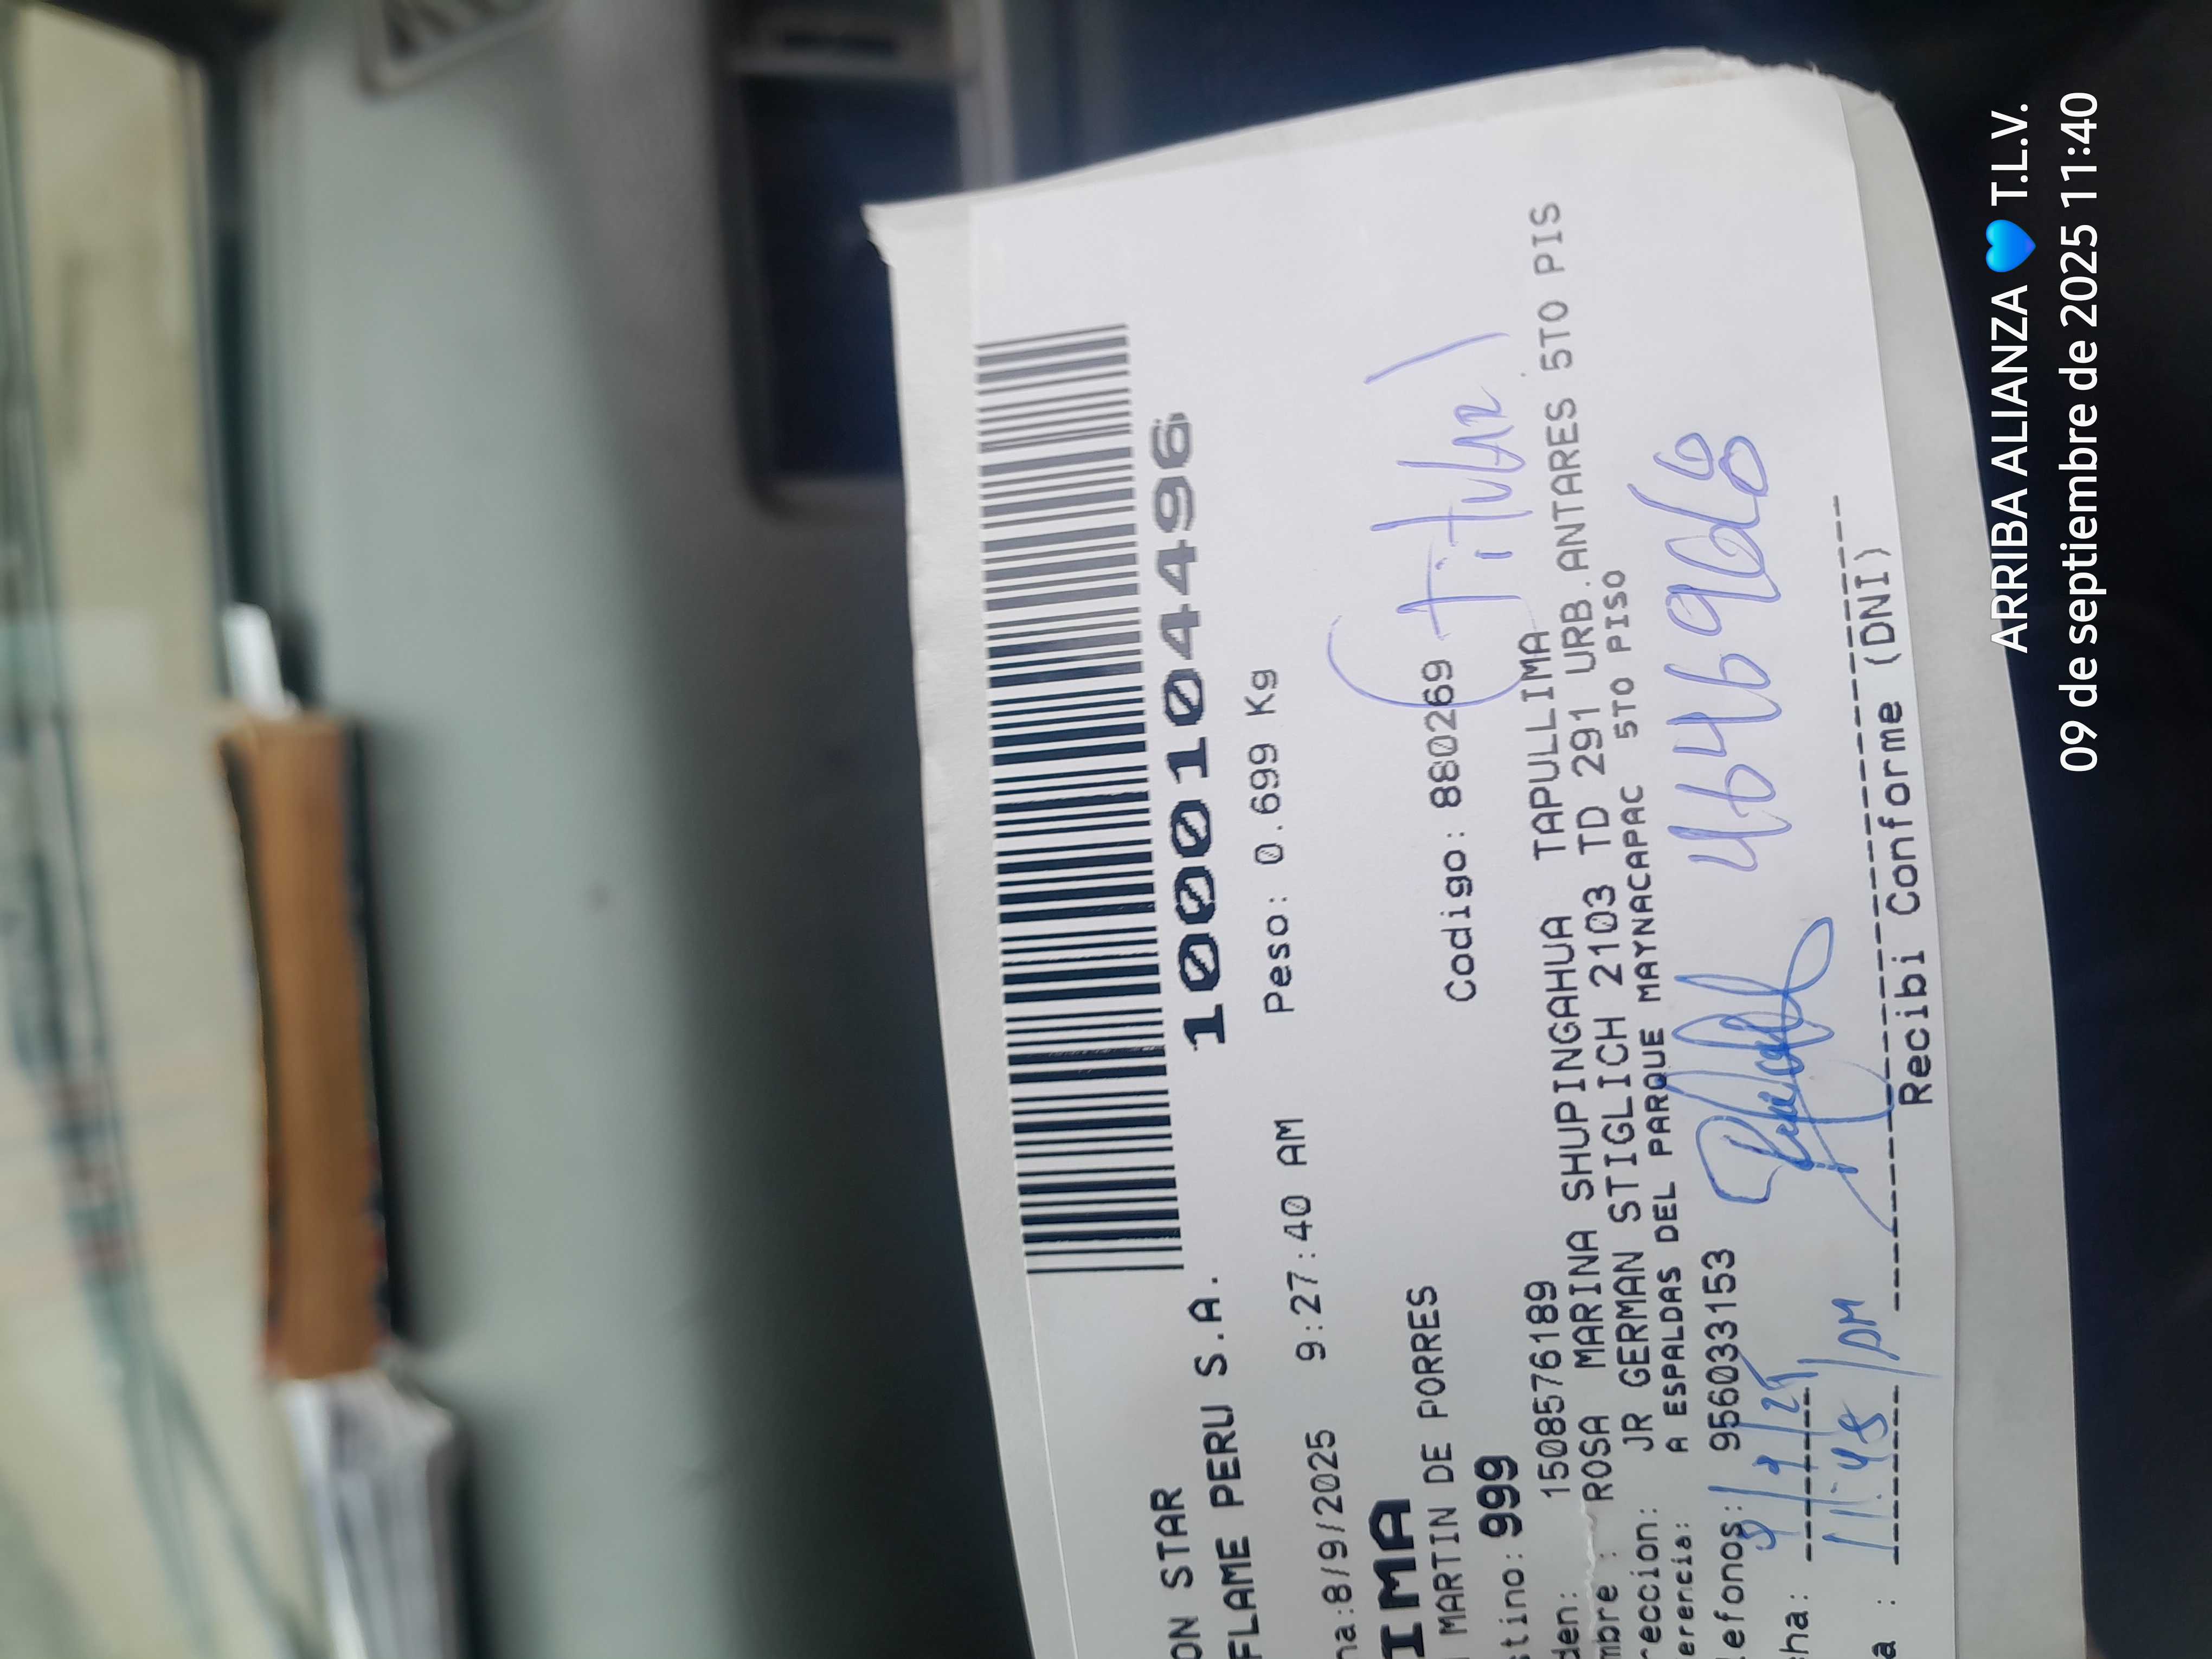 ON STAR
FLAME PERU S.A.
1000104496
na:8/9/2025 9:27:40 AM Peso: 0.699 Kg
IMA
MARTIN DE PORRES
stino: 999 Codigo: 880269
(Titular)
den: 1508576189
mbre : ROSA MARINA SHUPINGAHUA TAPULLIMA
reccion: JR GERMAN STIGLICH 2103 TD 291 URB.ANTARES 5TO PIS
erencia: A ESPALDAS DEL PARQUE MAYNACAPAC 5TO PISO
lefonos: 956033153
cha: 9/9/25
a : 11:48 /pm
Recibi Conforme (DNI)
ARRIBA ALIANZA 💙 T.L.V.
09 de septiembre de 2025 11:40